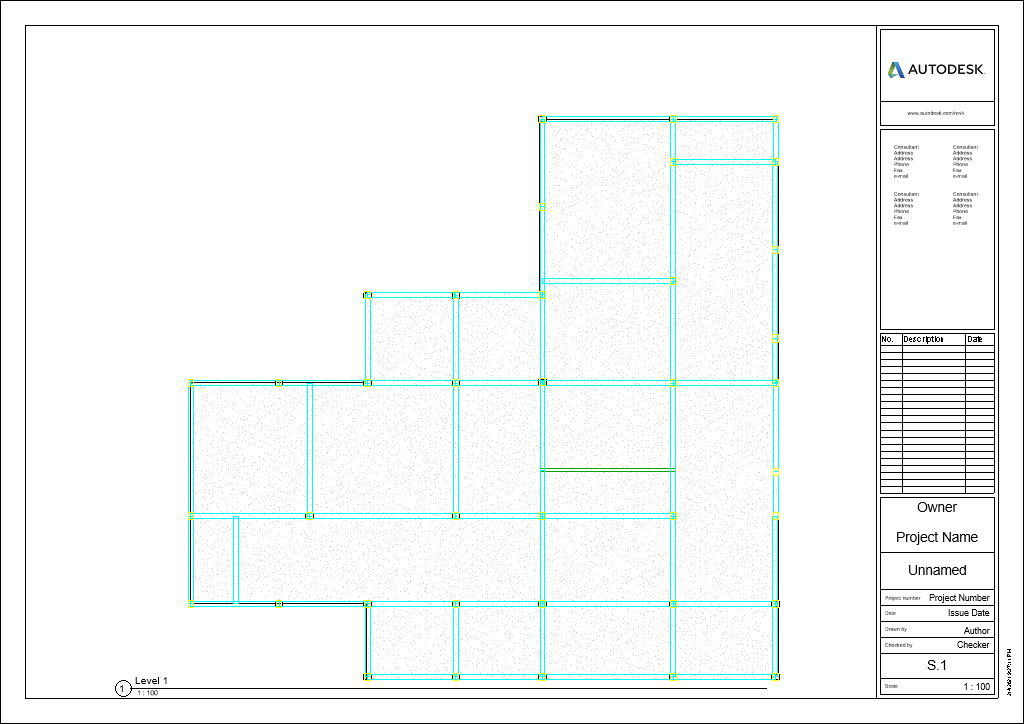 AUTODESK.
www.autodesk.com/revit
Consultant
Address
Address
Phone
Fax
e-mail
Consultant
Address
Address
Phone
Fax
e-mail
Consultant
Address
Address
Phone
Fax
e-mail
Consultant
Address
Address
Phone
Fax
e-mail
No. Description Date
Owner
Project Name
Unnamed
Project number Project Number
Date Issue Date
Drawn by Author
Checked by Checker
S.1
Scale 1 : 100
1 Level 1
1 : 100